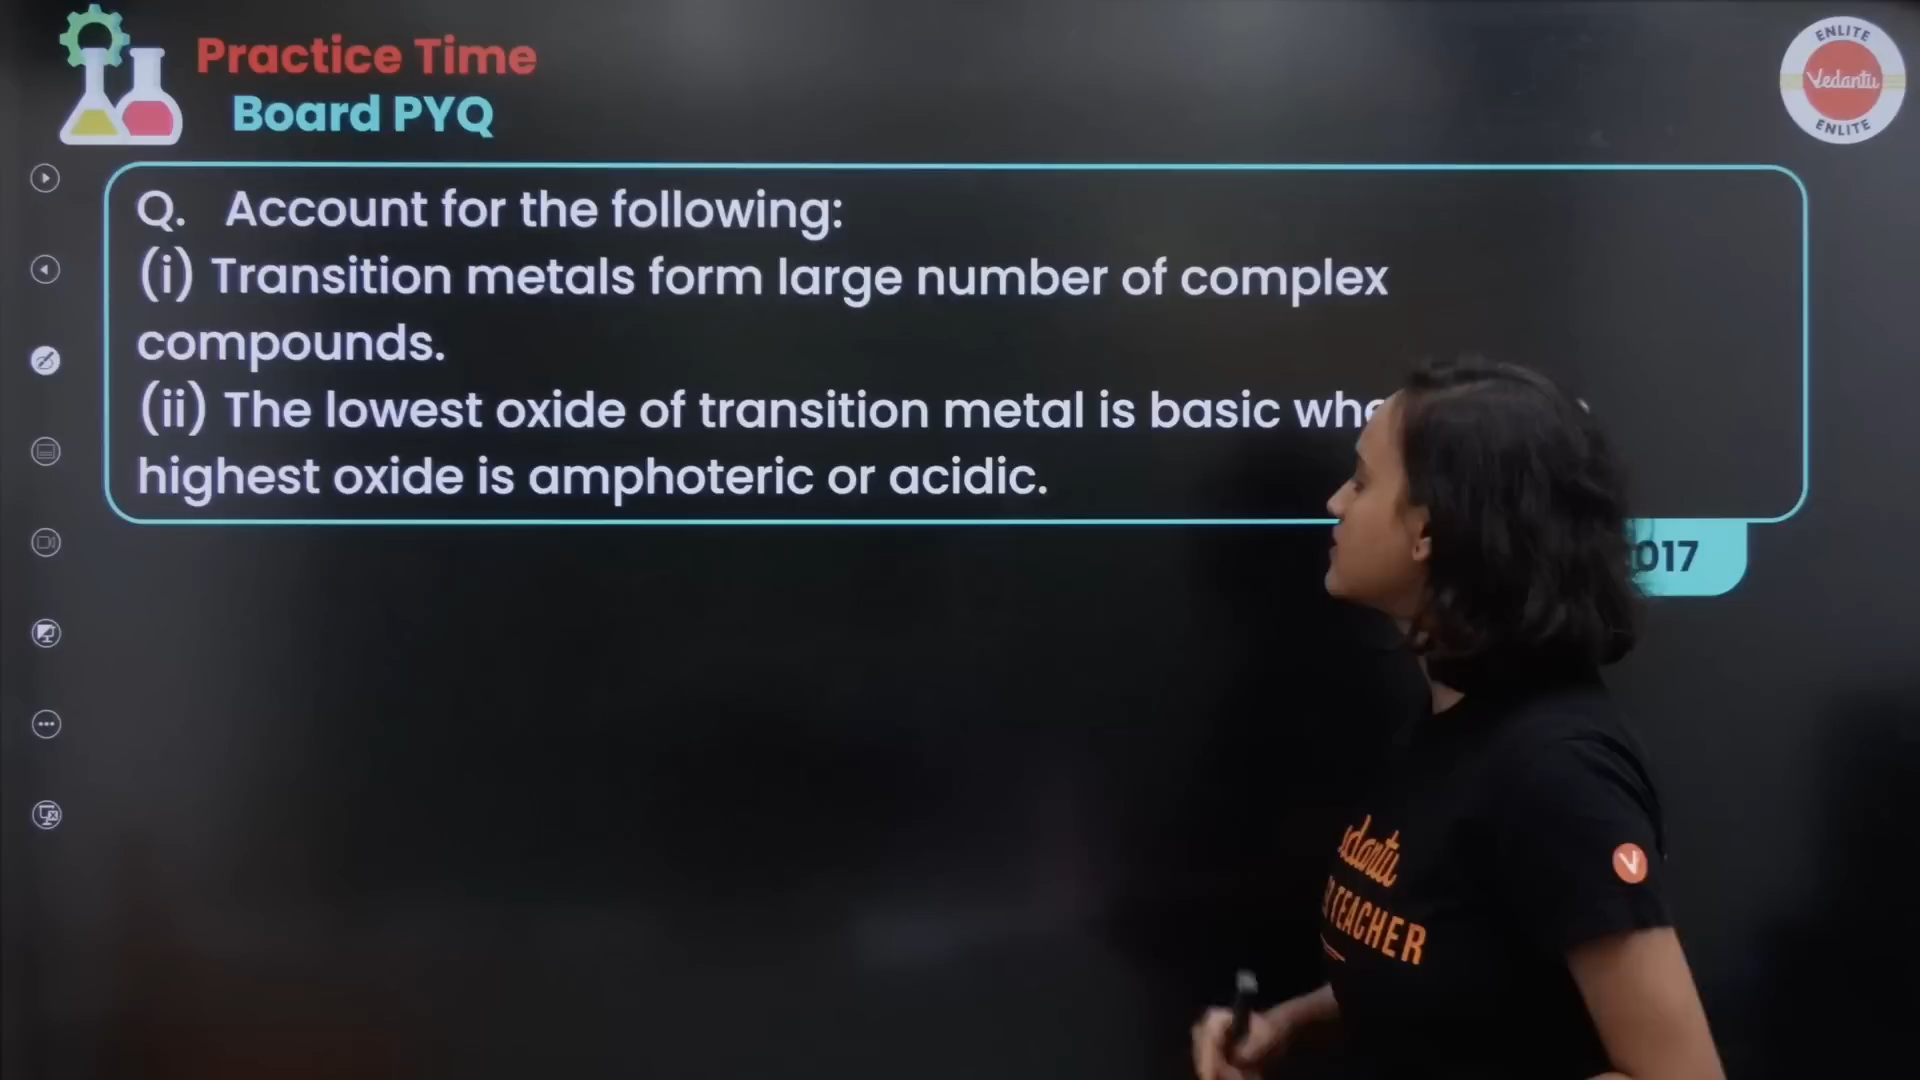 Practice Time
Board PYQ
ENLITE
Vedantu
ENLITE
Q. Account for the following:
(i) Transition metals form large number of complex
compounds.
(ii) The lowest oxide of transition metal is basic
highest oxide is amphoteric or acidic.
017
TEACHER